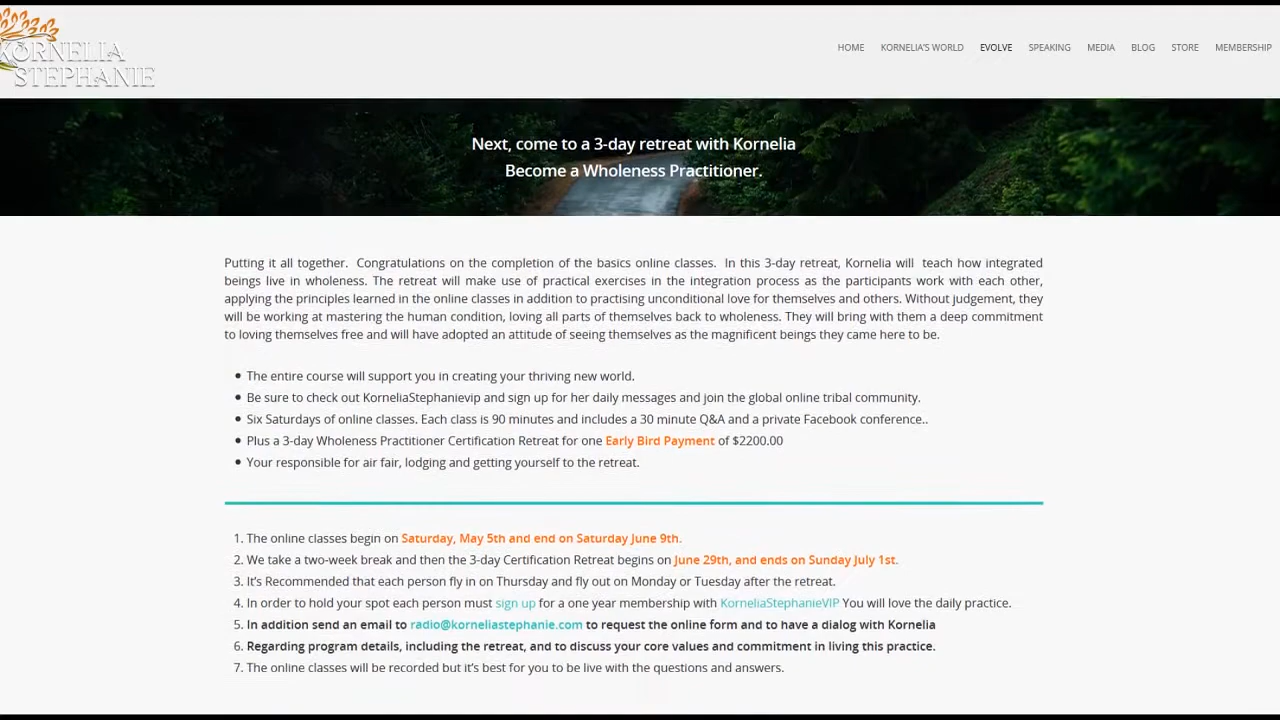 KORNELIA
STEPHANIE
HOME KORNELIA'S WORLD EVOLVE SPEAKING MEDIA BLOG STORE MEMBERSHIP
Next, come to a 3-day retreat with Kornelia
Become a Wholeness Practitioner.
Putting it all together. Congratulations on the completion of the basics online classes. In this 3-day retreat, Kornelia will teach how integrated
beings live in wholeness. The retreat will make use of practical exercises in the integration process as the participants work with each other,
applying the principles learned in the online classes in addition to practising unconditional love for themselves and others. Without judgement, they
will be working at mastering the human condition, loving all parts of themselves back to wholeness. They will bring with them a deep commitment
to loving themselves free and will have adopted an attitude of seeing themselves as the magnificent beings they came here to be.
• The entire course will support you in creating your thriving new world.
• Be sure to check out KorneliaStephanievip and sign up for her daily messages and join the global online tribal community.
• Six Saturdays of online classes. Each class is 90 minutes and includes a 30 minute Q&A and a private Facebook conference..
• Plus a 3-day Wholeness Practitioner Certification Retreat for one Early Bird Payment of $2200.00
• Your responsible for air fair, lodging and getting yourself to the retreat.
1. The online classes begin on Saturday, May 5th and end on Saturday June 9th.
2. We take a two-week break and then the 3-day Certification Retreat begins on June 29th, and ends on Sunday July 1st.
3. It's Recommended that each person fly in on Thursday and fly out on Monday or Tuesday after the retreat.
4. In order to hold your spot each person must sign up for a one year membership with KorneliaStephanieVIP You will love the daily practice.
5. In addition send an email to radio@korneliastephanie.com to request the online form and to have a dialog with Kornelia
6. Regarding program details, including the retreat, and to discuss your core values and commitment in living this practice.
7. The online classes will be recorded but it's best for you to be live with the questions and answers.